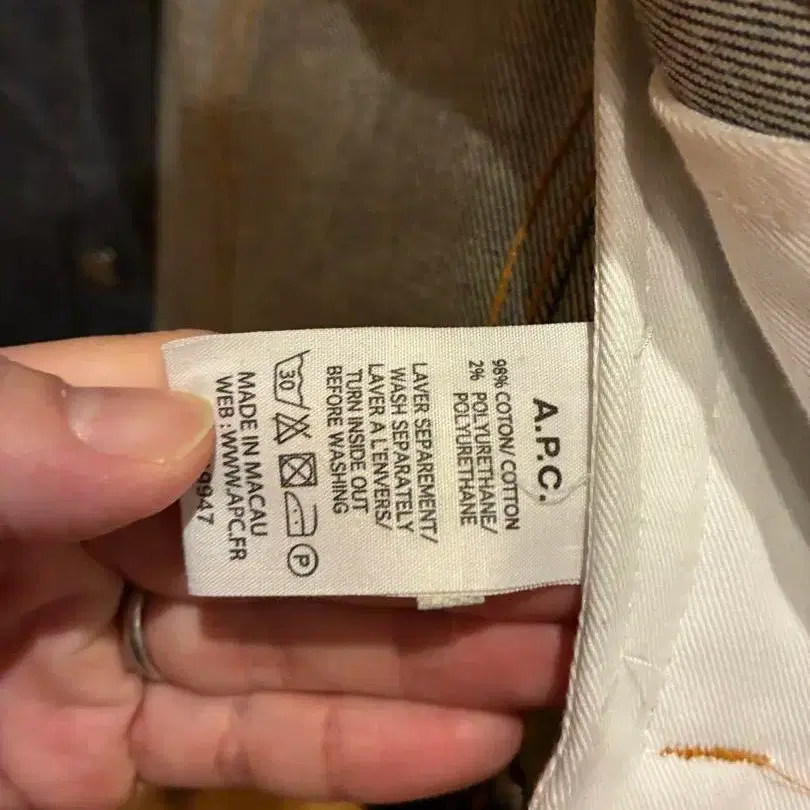 A.P.C.
98% COTON/ COTTON
2% POLYURETHANE/
POLYURETHANE
LAVER SEPAREMENT/
WASH SEPARATELY
LAVER A L'ENVERS/
TURN INSIDE OUT
BEFORE WASHING
30 P
MADE IN MACAU
WEB : WWW.APC.FR
9947